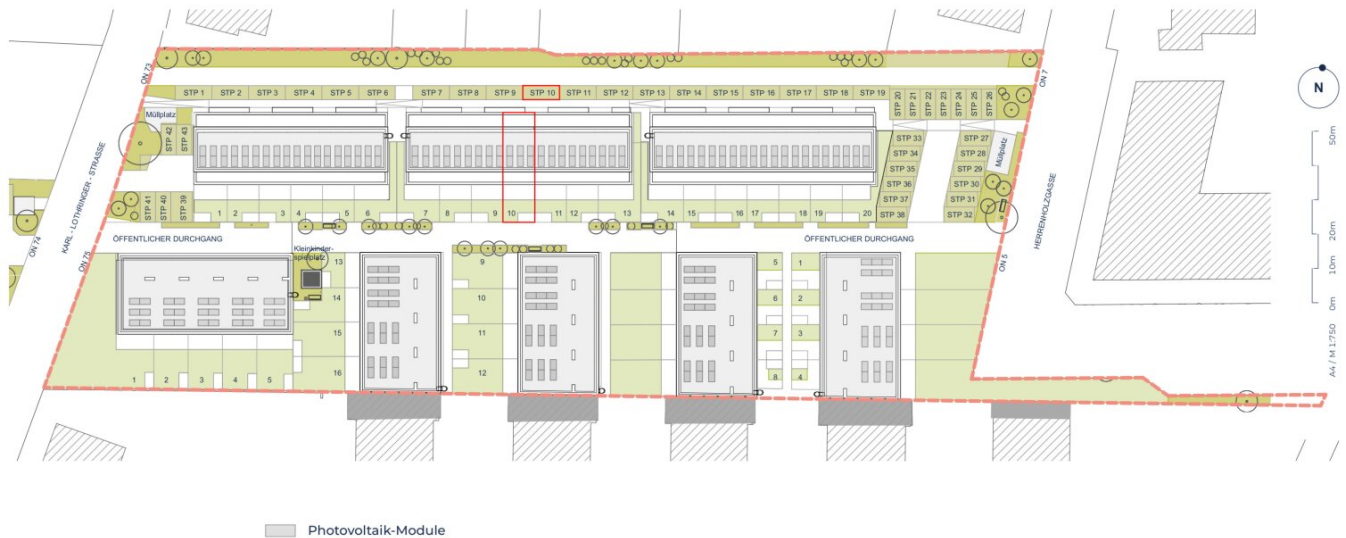 ON 73
ON 7
STP 1
STP 2
STP 3
STP 4
STP 5
STP 6
STP 7
STP 8
STP 9
STP 10
STP 11
STP 12
STP 13
STP 14
STP 15
STP 16
STP 17
STP 18
STP 19
STP 20
STP 21
STP 22
STP 23
STP 24
STP 25
STP 26
N
Müllplatz
STP 42
STP 43
STP 33
STP 34
STP 35
STP 36
STP 37
STP 38
STP 27
STP 28
STP 29
STP 30
STP 31
STP 32
Müllplatz
STP 41
STP 40
STP 39
1
2
3
4
5
6
7
8
9
10
11
12
13
14
15
16
17
18
19
20
KARL - LOTHRINGER - STRASSE
HERRENHOLZGASSE
ON 74
ON 75
ON 5
ÖFFENTLICHER DURCHGANG
ÖFFENTLICHER DURCHGANG
Kleinkinder-
spielplatz
13
14
15
16
9
10
11
12
5
6
7
8
1
2
3
4
1
2
3
4
5
50m
20m
10m
0m
A4 / M 1:750
Photovoltaik-Module